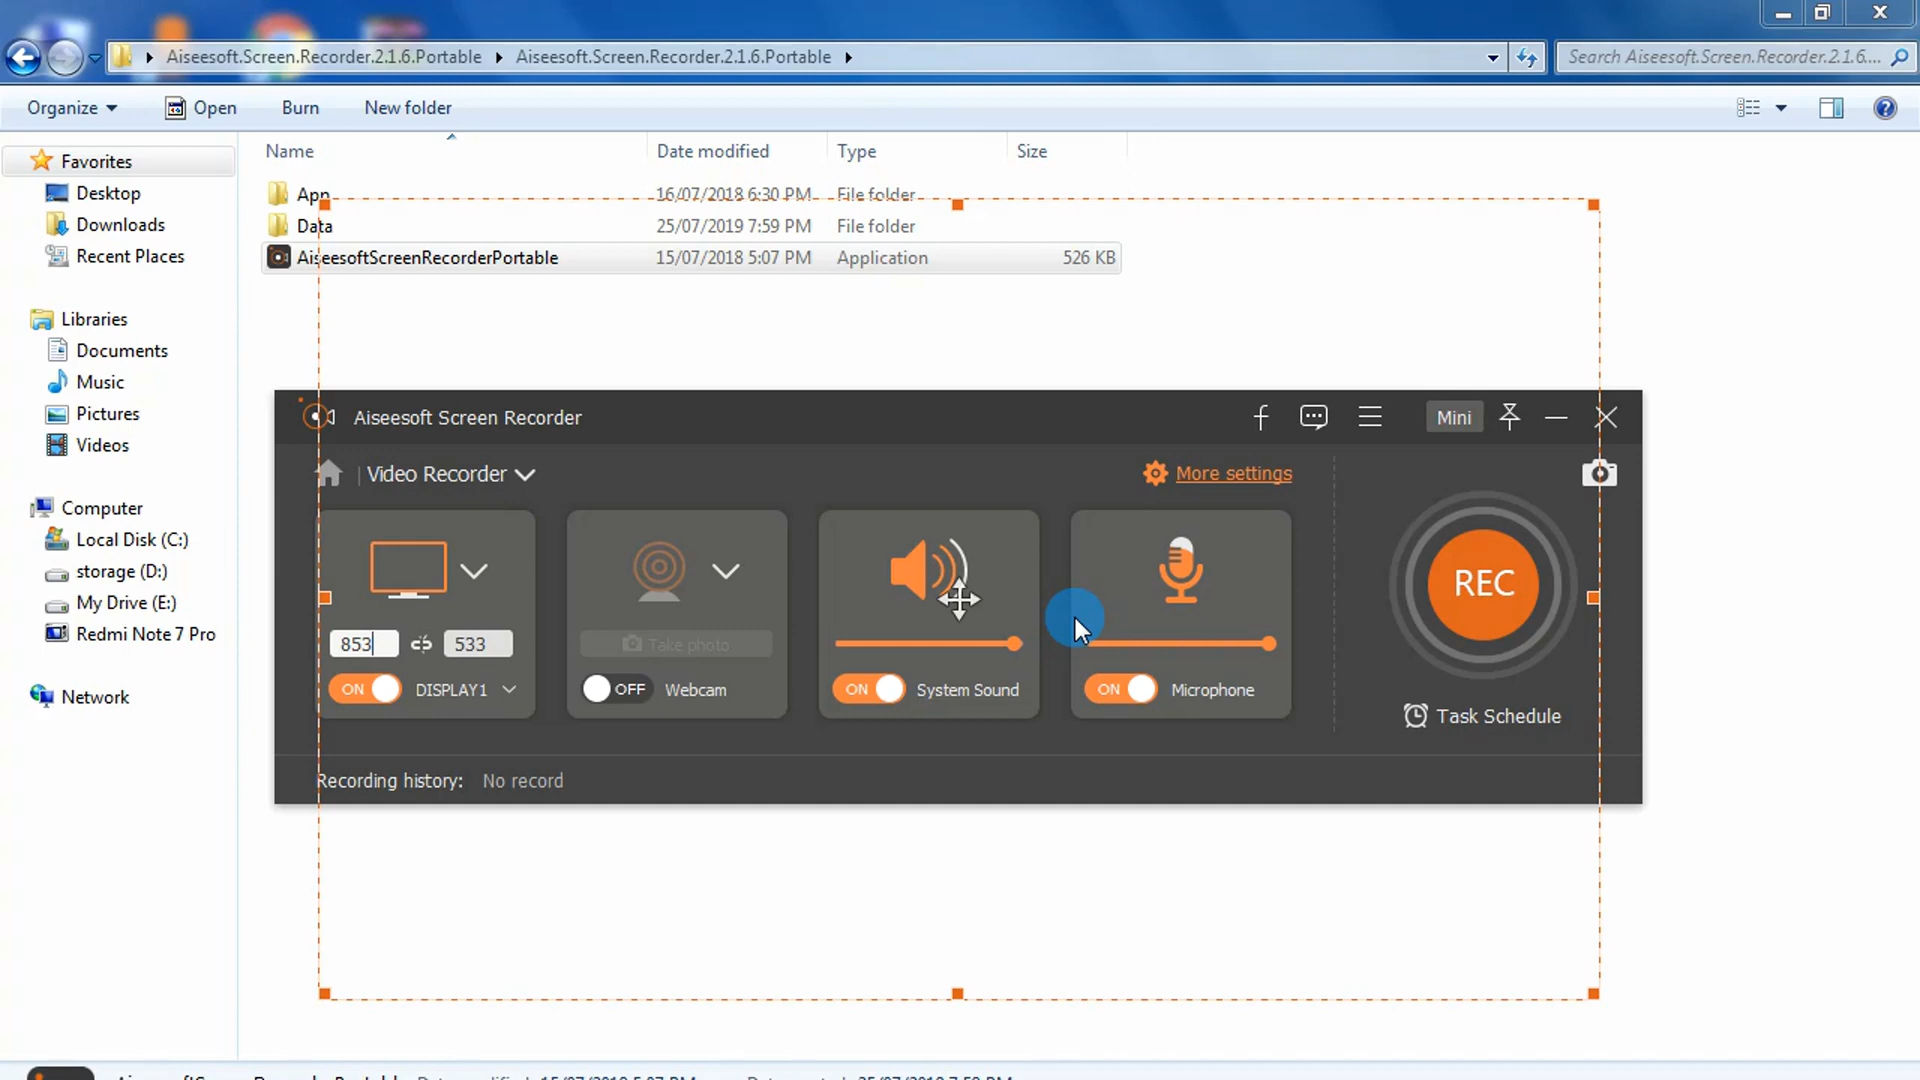 Aiseesoft.Screen.Recorder.2.1.6.Portable Aiseesoft.Screen.Recorder.2.1.6.Portable
Search Aiseesoft.Screen.Recorder.2.1.6....
Organize Open Burn New folder
Name Date modified Type Size
App 16/07/2018 6:30 PM File folder
Data 25/07/2019 7:59 PM File folder
AiseesoftScreenRecorderPortable 15/07/2018 5:07 PM Application 526 KB
Favorites
Desktop
Downloads
Recent Places
Libraries
Documents
Music
Pictures
Videos
Computer
Local Disk (C:)
storage (D:)
My Drive (E:)
Redmi Note 7 Pro
Network
Aiseesoft Screen Recorder
Mini
Video Recorder
More settings
853 533
Take photo
REC
ON DISPLAY1
OFF Webcam
ON System Sound
ON Microphone
Task Schedule
Recording history: No record